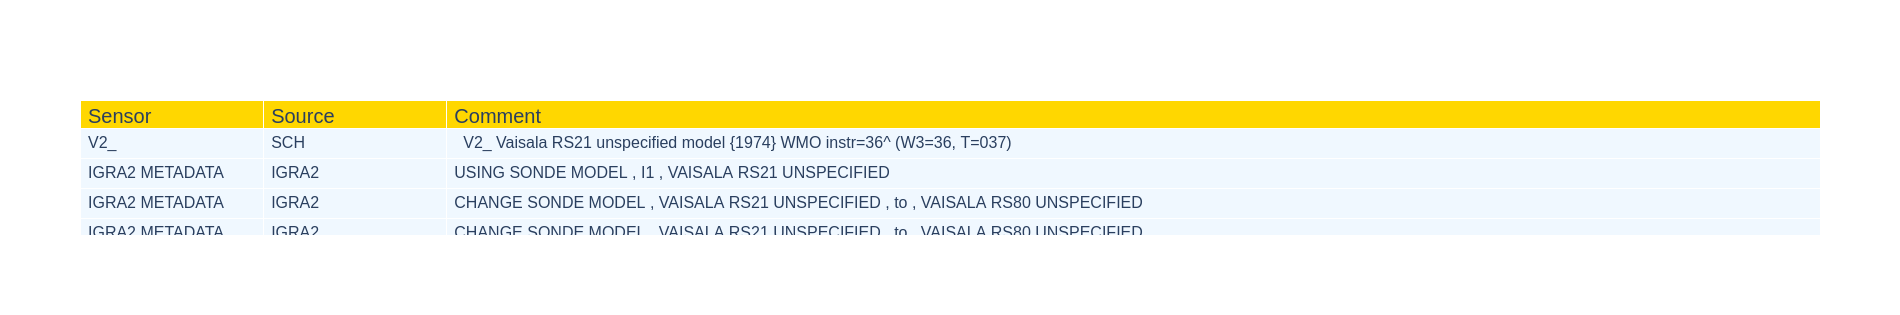 Sensor Source Comment
V2_ SCH V2_ Vaisala RS21 unspecified model {1974} WMO instr=36^ (W3=36, T=037)
IGRA2 METADATA IGRA2 USING SONDE MODEL , I1 , VAISALA RS21 UNSPECIFIED
IGRA2 METADATA IGRA2 CHANGE SONDE MODEL , VAISALA RS21 UNSPECIFIED , to , VAISALA RS80 UNSPECIFIED
IGRA2 METADATA IGRA2 CHANGE SONDE MODEL , VAISALA RS21 UNSPECIFIED , to , VAISALA RS80 UNSPECIFIED